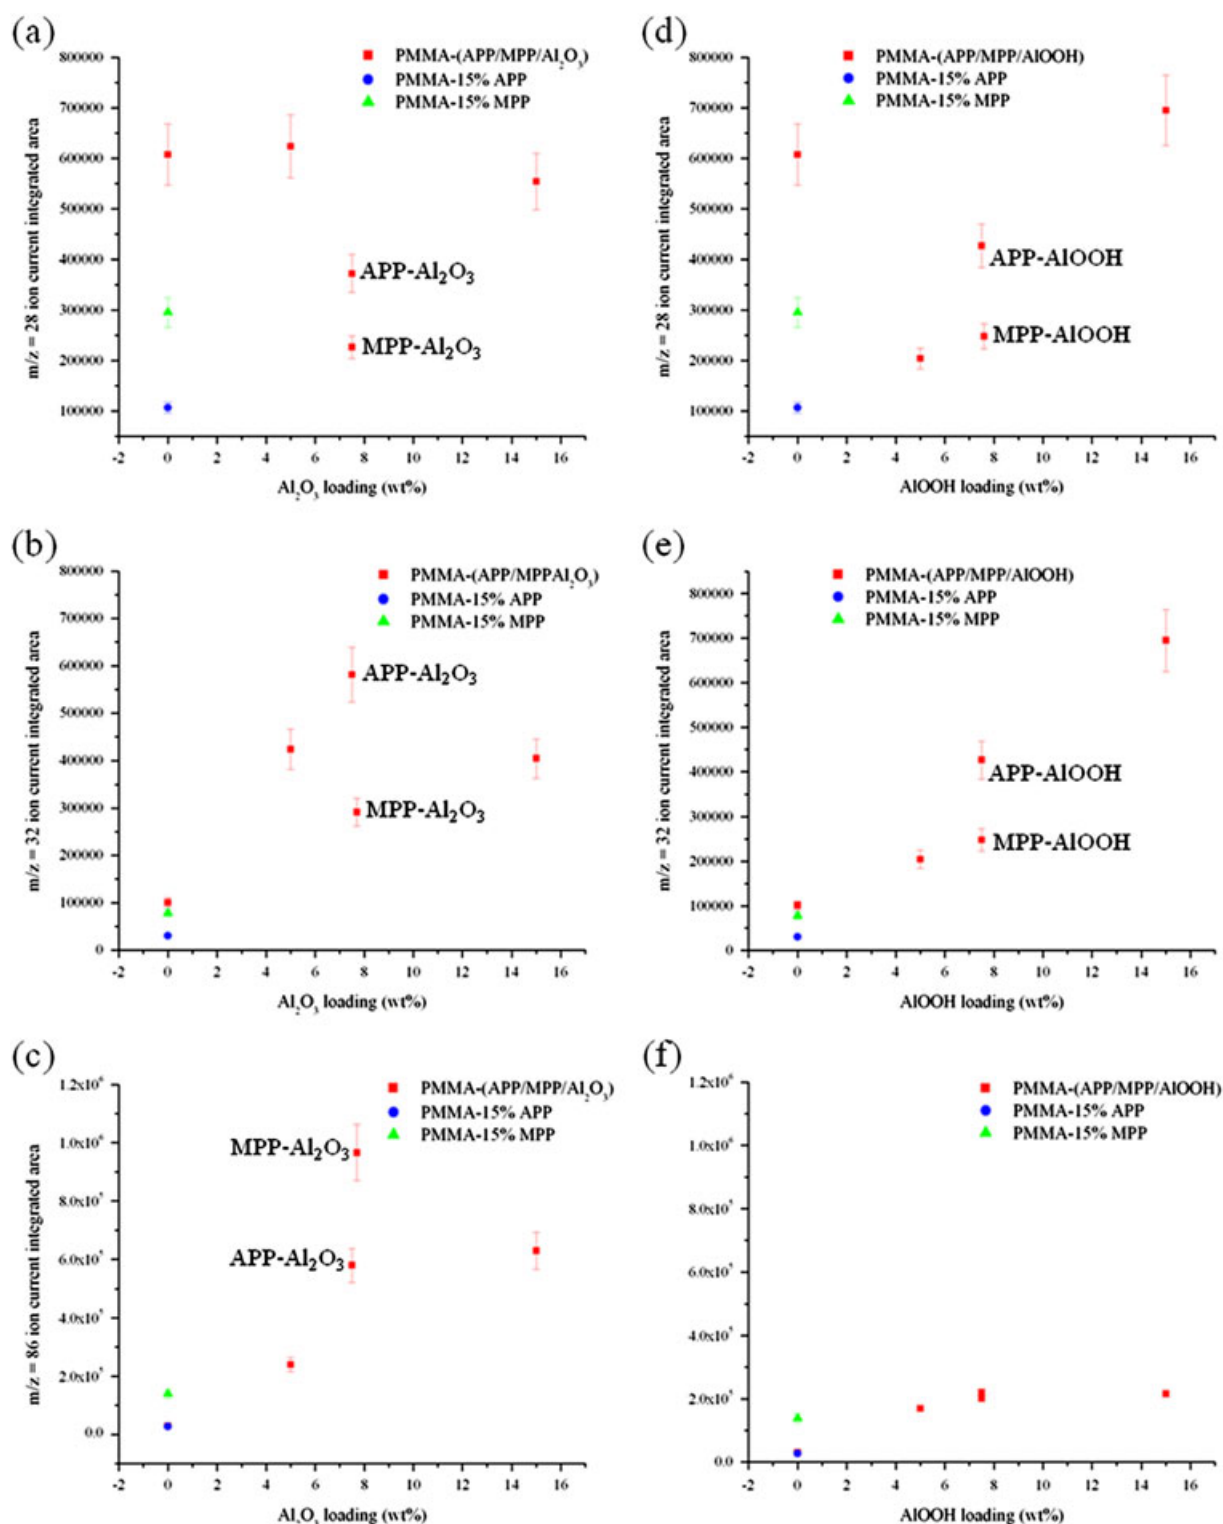 (a)
PMMA-(APP/MPP/Al₂O₃)
PMMA-15% APP
PMMA-15% MPP
800000
700000
600000
500000
400000
300000
200000
100000
m/z = 28 ion current integrated area
APP-Al₂O₃
MPP-Al₂O₃
-2 0 2 4 6 8 10 12 14 16
Al₂O₃ loading (wt%)
(d)
PMMA-(APP/MPP/AlOOH)
PMMA-15% APP
PMMA-15% MPP
800000
700000
600000
500000
400000
300000
200000
100000
m/z = 28 ion current integrated area
APP-AlOOH
MPP-AlOOH
-2 0 2 4 6 8 10 12 14 16
AlOOH loading (wt%)
(b)
PMMA-(APP/MPPAl₂O₃)
PMMA-15% APP
PMMA-15% MPP
800000
700000
600000
500000
400000
300000
200000
100000
0
m/z = 32 ion current integrated area
APP-Al₂O₃
MPP-Al₂O₃
-2 0 2 4 6 8 10 12 14 16
Al₂O₃ loading (wt%)
(e)
PMMA-(APP/MPP/AlOOH)
PMMA-15% APP
PMMA-15% MPP
800000
700000
600000
500000
400000
300000
200000
100000
0
m/z = 32 ion current integrated area
APP-AlOOH
MPP-AlOOH
-2 0 2 4 6 8 10 12 14 16
AlOOH loading (wt%)
(c)
PMMA-(APP/MPP/Al₂O₃)
PMMA-15% APP
PMMA-15% MPP
1.2x10⁶
1.0x10⁶
8.0x10⁵
6.0x10⁵
4.0x10⁵
2.0x10⁵
0.0
m/z = 86 ion current integrated area
MPP-Al₂O₃
APP-Al₂O₃
-2 0 2 4 6 8 10 12 14 16
Al₂O₃ loading (wt%)
(f)
PMMA-(APP/MPP/AlOOH)
PMMA-15% APP
PMMA-15% MPP
1.2x10⁶
1.0x10⁶
8.0x10⁵
6.0x10⁵
4.0x10⁵
2.0x10⁵
0.0
-2 0 2 4 6 8 10 12 14 16
AlOOH loading (wt%)